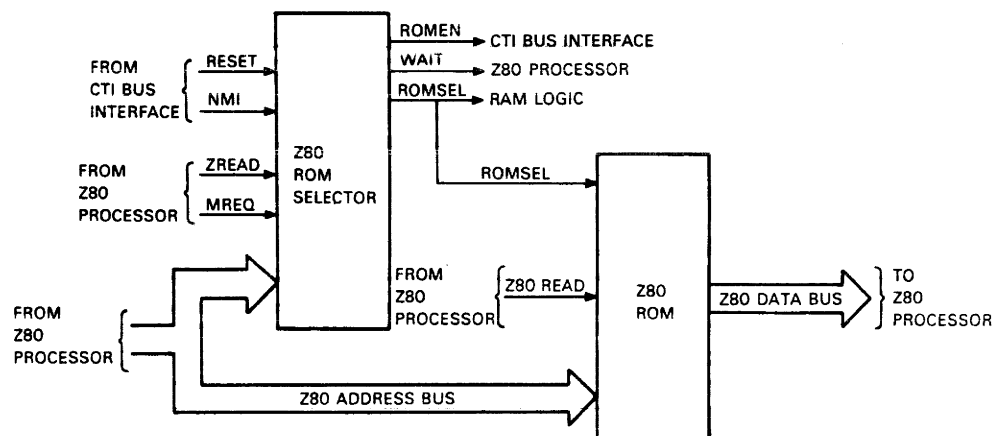 ROMEN
CTI BUS INTERFACE
FROM
CTI BUS
INTERFACE
RESET
NMI
WAIT
Z80 PROCESSOR
ROMSEL
RAM LOGIC
Z80
ROM
SELECTOR
FROM
Z80
PROCESSOR
ZREAD
MREQ
ROMSEL
FROM
Z80
PROCESSOR
Z80 READ
Z80
ROM
Z80 DATA BUS
TO
Z80
PROCESSOR
FROM
Z80
PROCESSOR
Z80 ADDRESS BUS